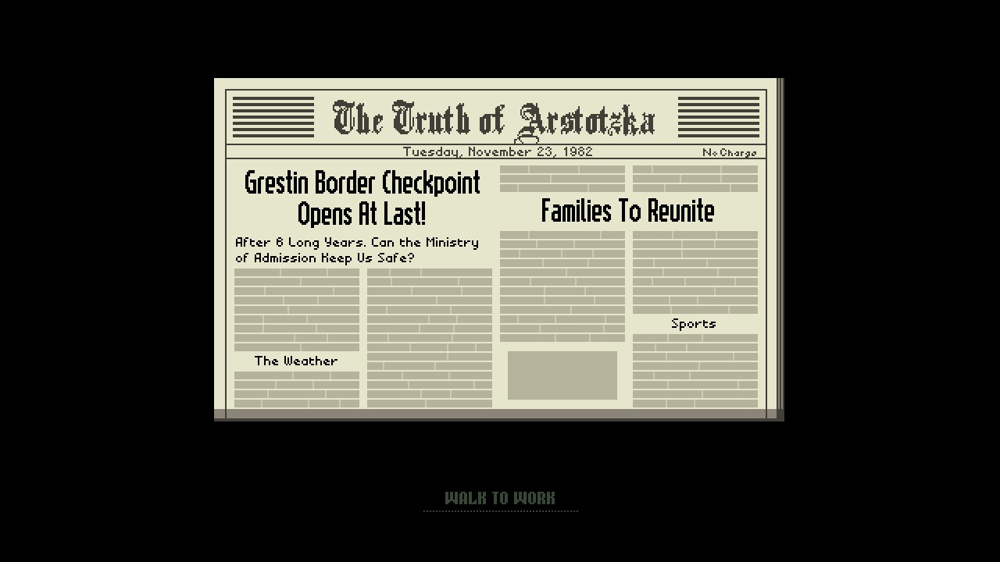 The Truth of Arstotzka
Tuesday, November 23, 1982
No Charge
Grestin Border Checkpoint
Opens At Last!
After 6 Long Years. Can the Ministry
of Admission Keep Us Safe?
The Weather
Families To Reunite
Sports
WALK TO WORK